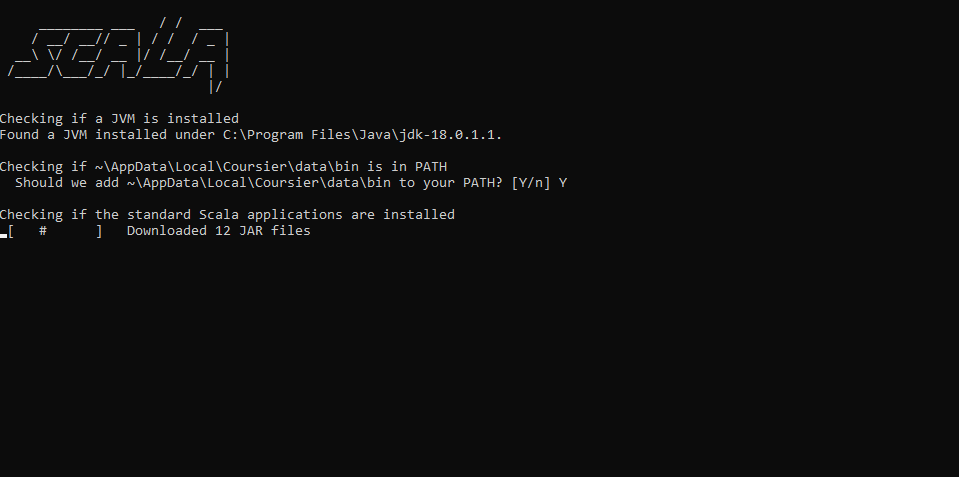 ________ ___   / /  ___
   / __/ __// _ | / /  / _ |
 __\ \/ /__/ __ |/ /__/ __ |
/____/\___/_/ |_/____/_/ | |
                         |/
Checking if a JVM is installed
Found a JVM installed under C:\Program Files\Java\jdk-18.0.1.1.
Checking if ~\AppData\Local\Coursier\data\bin is in PATH
  Should we add ~\AppData\Local\Coursier\data\bin to your PATH? [Y/n] Y
Checking if the standard Scala applications are installed
 [   #      ]   Downloaded 12 JAR files